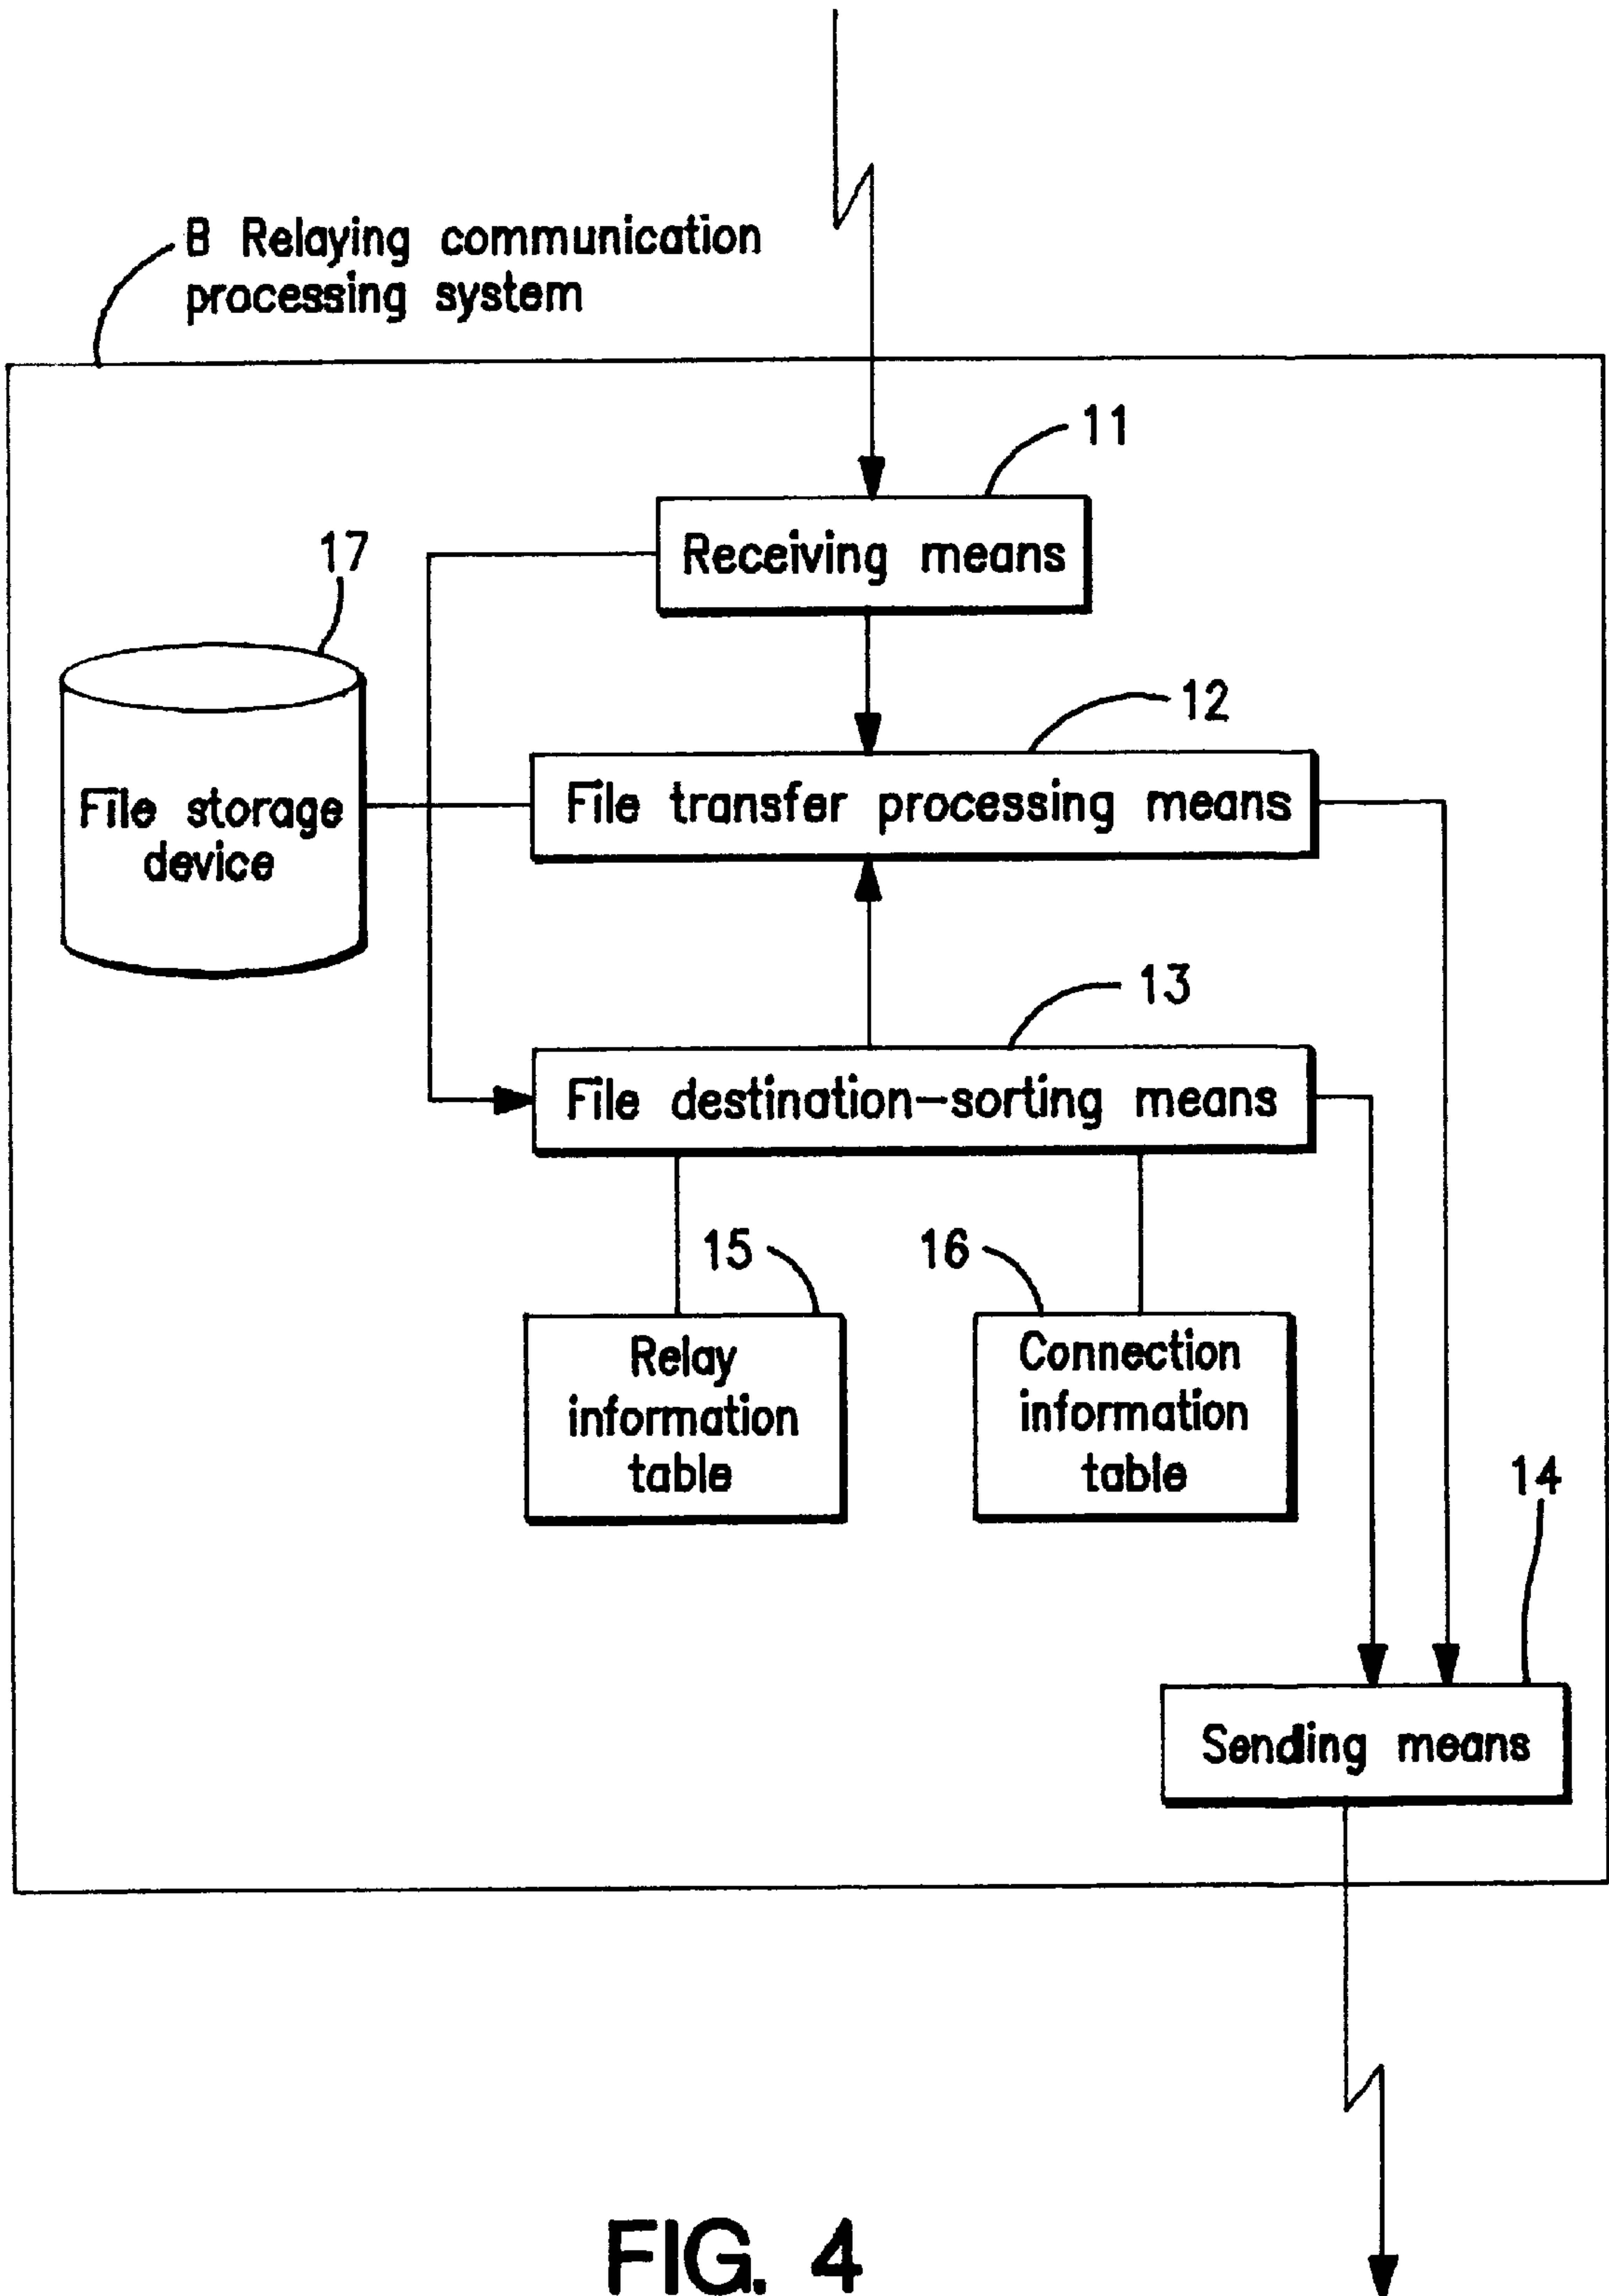 B Relaying communication
processing system
11
Receiving means
17
12
File storage
device
File transfer processing means
13
File destination-sorting means
15
16
Relay
information
table
Connection
information
table
14
Sending means
FIG. 4